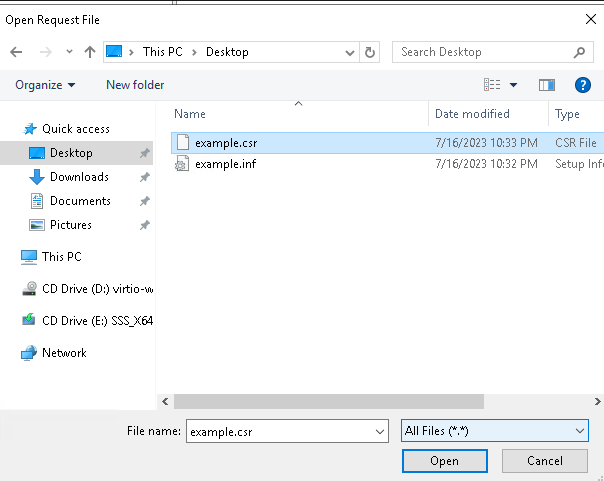 Open Request File
This PC > Desktop
Search Desktop
Organize
New folder
?
Name
Date modified
Type
Quick access
Desktop
Downloads
Documents
Pictures
This PC
CD Drive (D:) virtio-w
CD Drive (E:) SSS_X64
Network
example.csr 7/16/2023 10:33 PM CSR File
example.inf 7/16/2023 10:32 PM Setup Info
File name: example.csr
All Files (*.*)
Open
Cancel